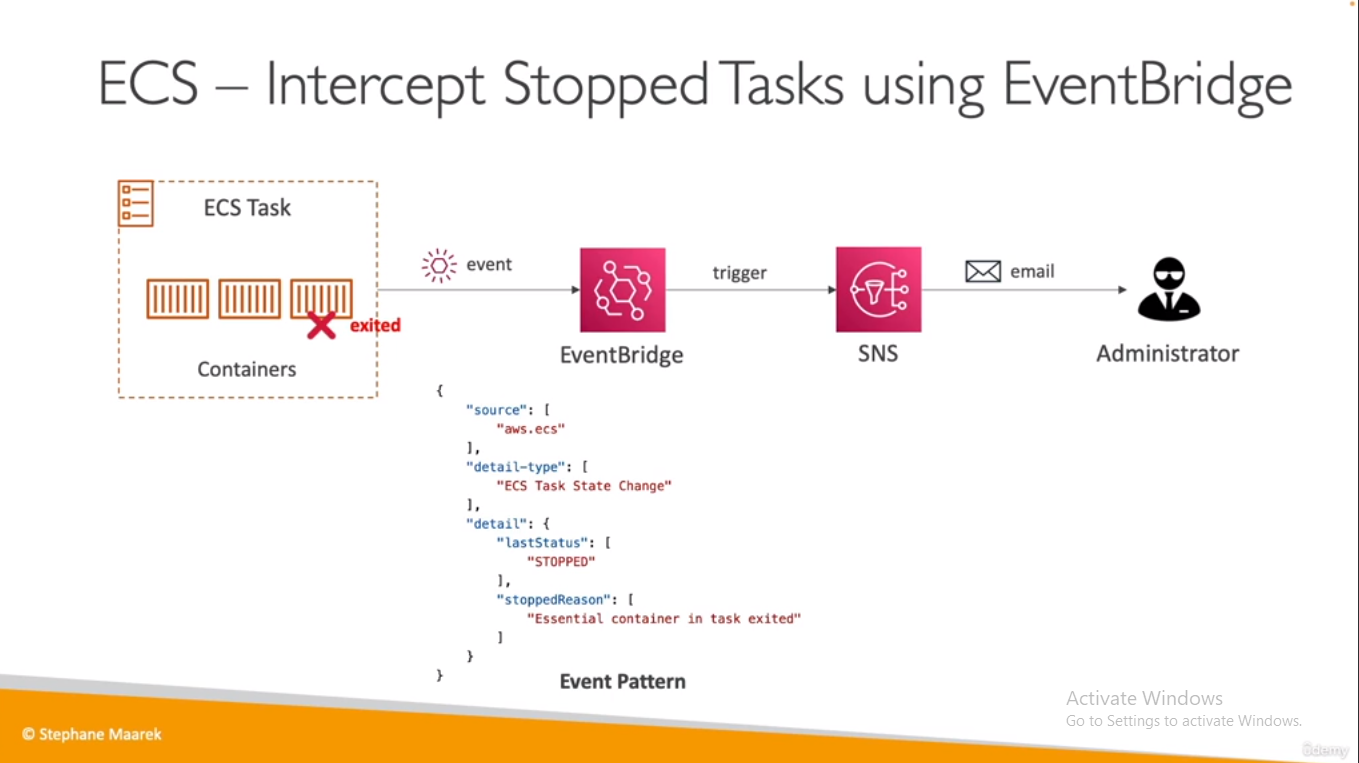 ECS – Intercept Stopped Tasks using EventBridge
ECS Task
event
trigger
email
exited
Containers
EventBridge
SNS
Administrator
{
"source": [
"aws.ecs"
],
"detail-type": [
"ECS Task State Change"
],
"detail": {
"lastStatus": [
"STOPPED"
],
"stoppedReason": [
"Essential container in task exited"
]
}
}
Event Pattern
Activate Windows
Go to Settings to activate Windows.
© Stephane Maarek
ûdemy